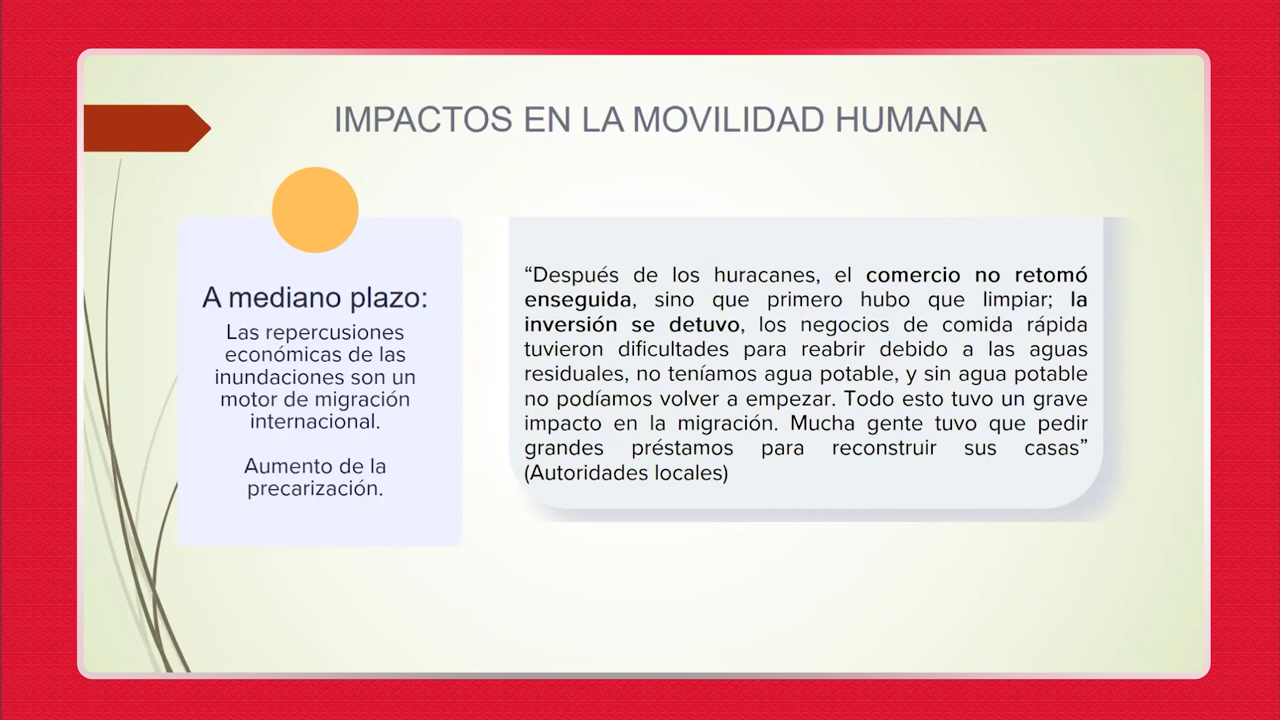 IMPACTOS EN LA MOVILIDAD HUMANA
A mediano plazo:
Las repercusiones
económicas de las
inundaciones son un
motor de migración
internacional.
Aumento de la
precarización.
“Después de los huracanes, el comercio no retomó
enseguida, sino que primero hubo que limpiar; la
inversión se detuvo, los negocios de comida rápida
tuvieron dificultades para reabrir debido a las aguas
residuales, no teníamos agua potable, y sin agua potable
no podíamos volver a empezar. Todo esto tuvo un grave
impacto en la migración. Mucha gente tuvo que pedir
grandes préstamos para reconstruir sus casas”
(Autoridades locales)